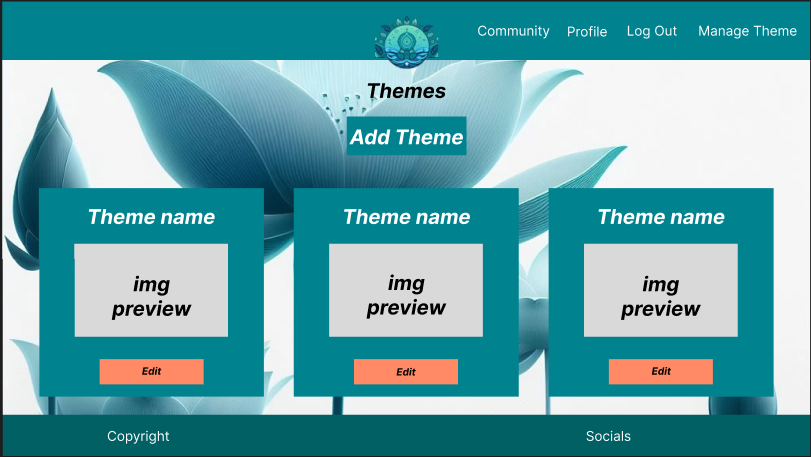 Community Profile Log Out Manage Theme
Themes
Add Theme
Theme name
img
preview
Edit
Theme name
img
preview
Edit
Theme name
img
preview
Edit
Copyright
Socials